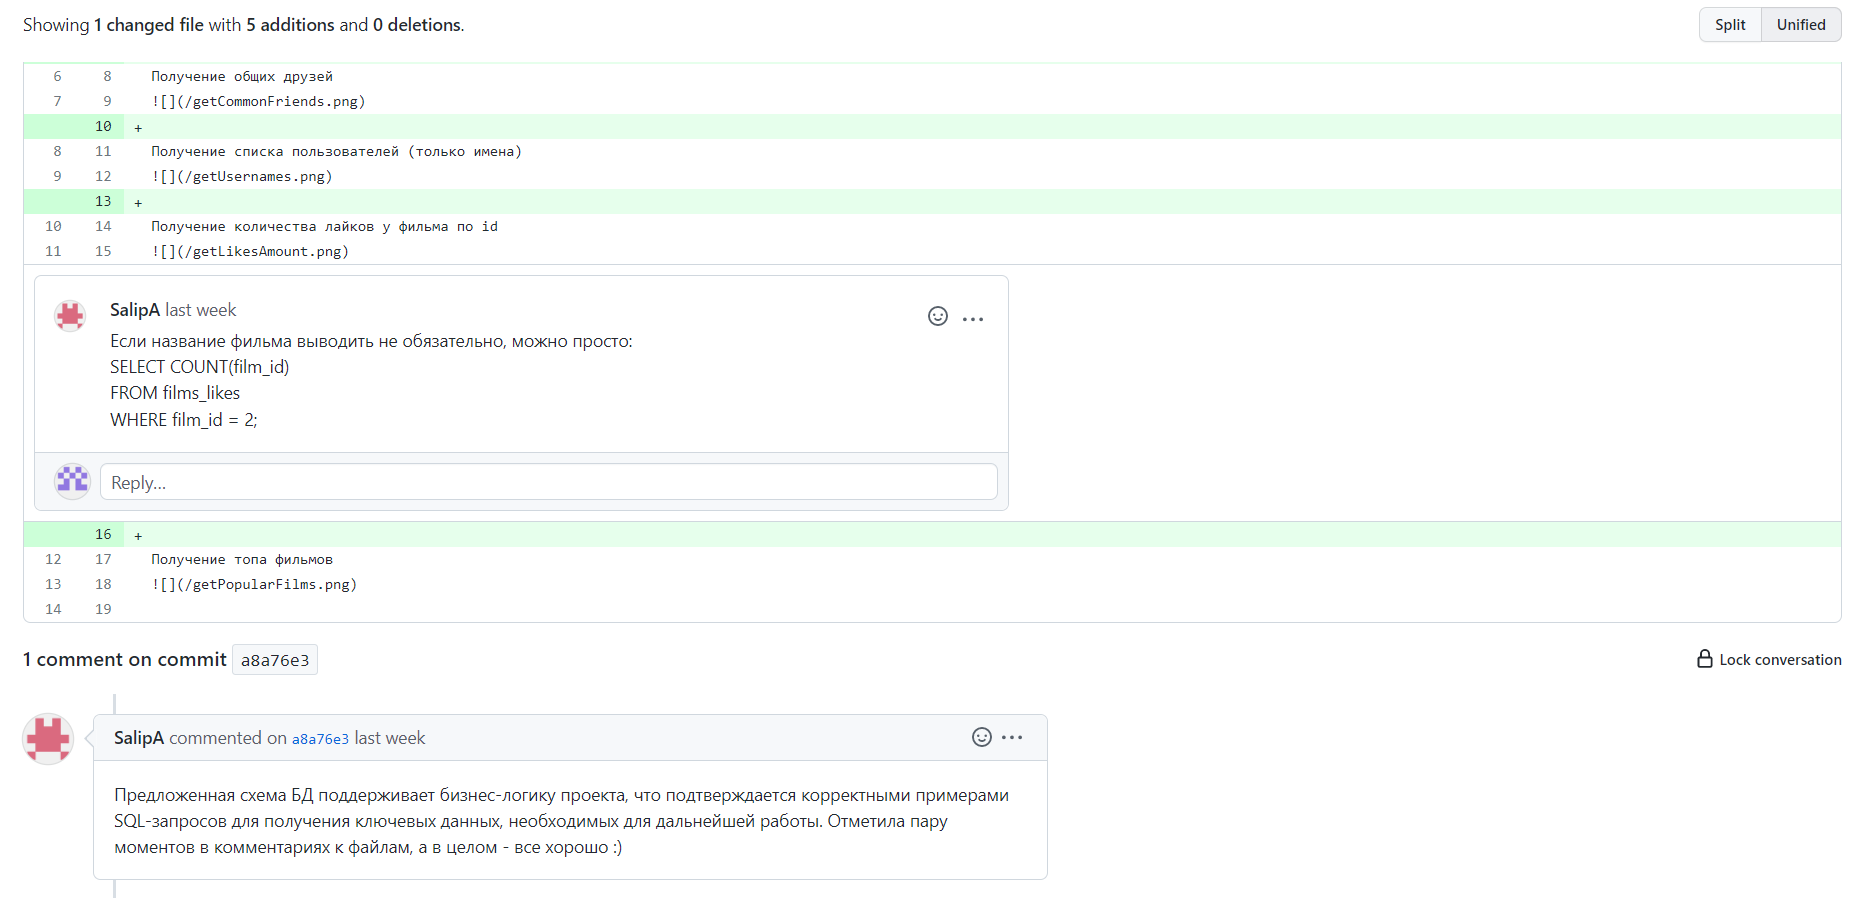 Showing 1 changed file with 5 additions and 0 deletions.
Split Unified
6 8 Получение общих друзей
7 9 ![](/getCommonFriends.png)
10 +
8 11 Получение списка пользователей (только имена)
9 12 ![](/getUsernames.png)
13 +
10 14 Получение количества лайков у фильма по id
11 15 ![](/getLikesAmount.png)
SalipA last week
Если название фильма выводить не обязательно, можно просто:
SELECT COUNT(film_id)
FROM films_likes
WHERE film_id = 2;
Reply...
16 +
12 17 Получение топа фильмов
13 18 ![](/getPopularFilms.png)
14 19
1 comment on commit a8a76e3
Lock conversation
SalipA commented on a8a76e3 last week
Предложенная схема БД поддерживает бизнес-логику проекта, что подтверждается корректными примерами
SQL-запросов для получения ключевых данных, необходимых для дальнейшей работы. Отметила пару
моментов в комментариях к файлам, а в целом - все хорошо :)